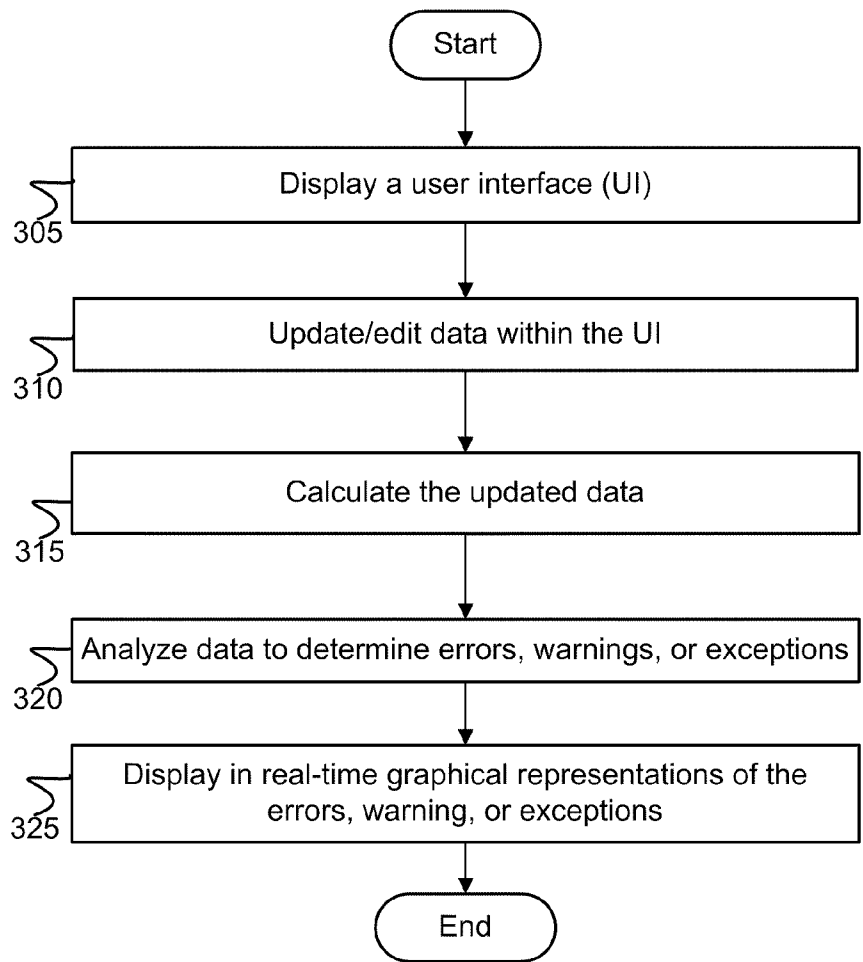 Start
Display a user interface (UI)
305
Update/edit data within the UI
310
Calculate the updated data
315
Analyze data to determine errors, warnings, or exceptions
320
Display in real-time graphical representations of the
errors, warning, or exceptions
325
End